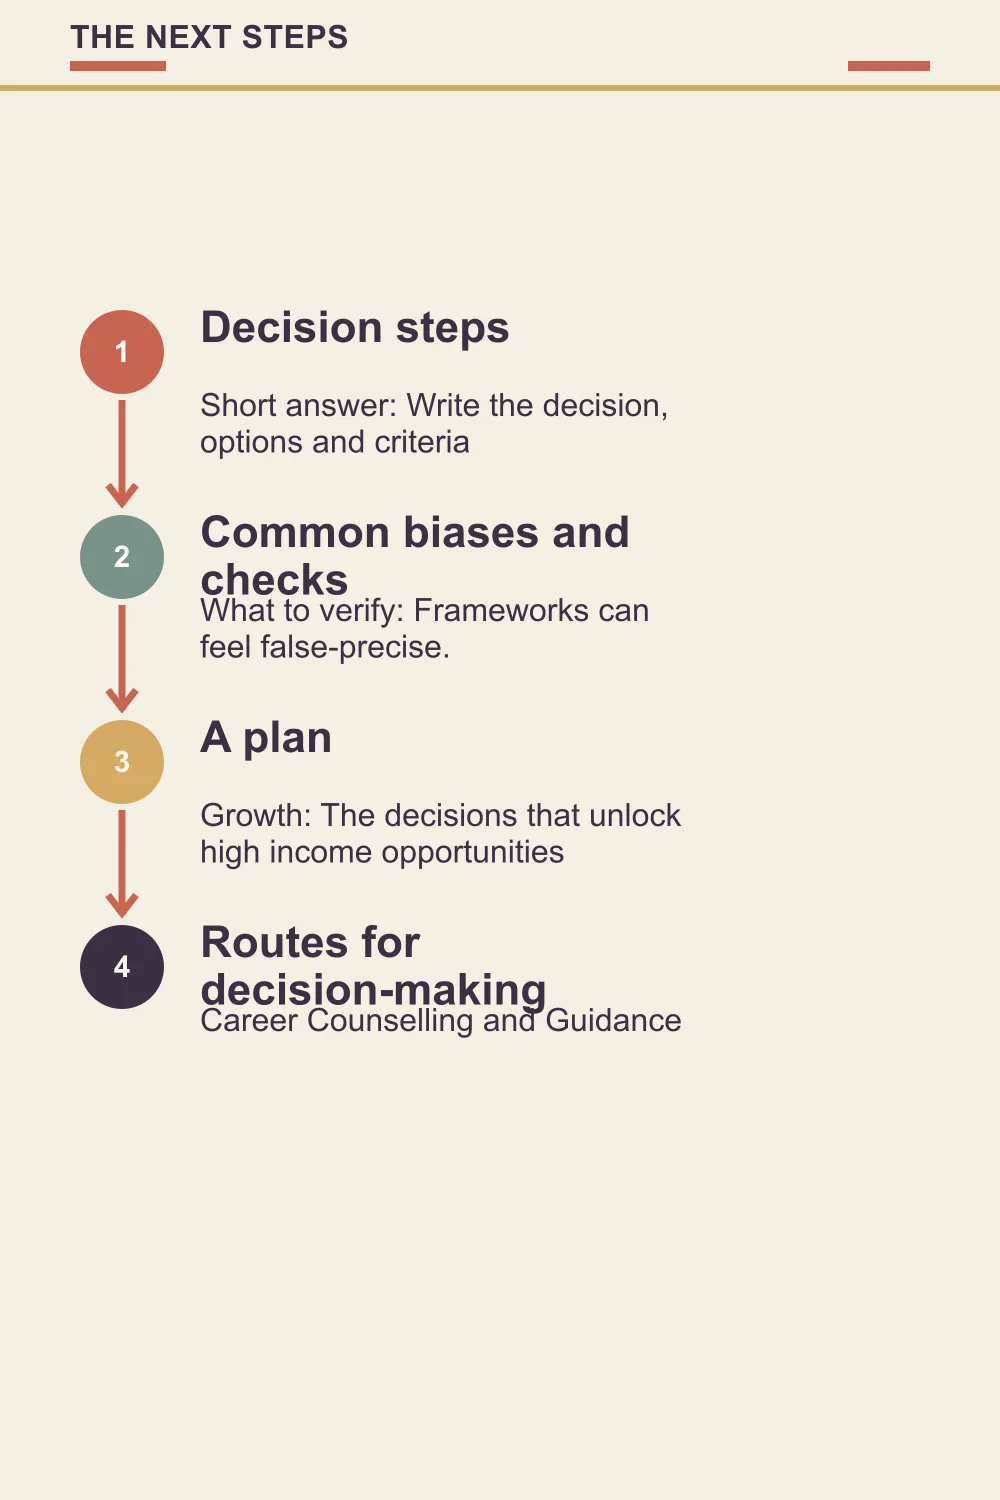 THE NEXT STEPS
1
Decision steps
Short answer: Write the decision,
options and criteria
2
Common biases and
checks
What to verify: Frameworks can
feel false-precise.
3
A plan
Growth: The decisions that unlock
high income opportunities
4
Routes for
decision-making
Career Counselling and Guidance